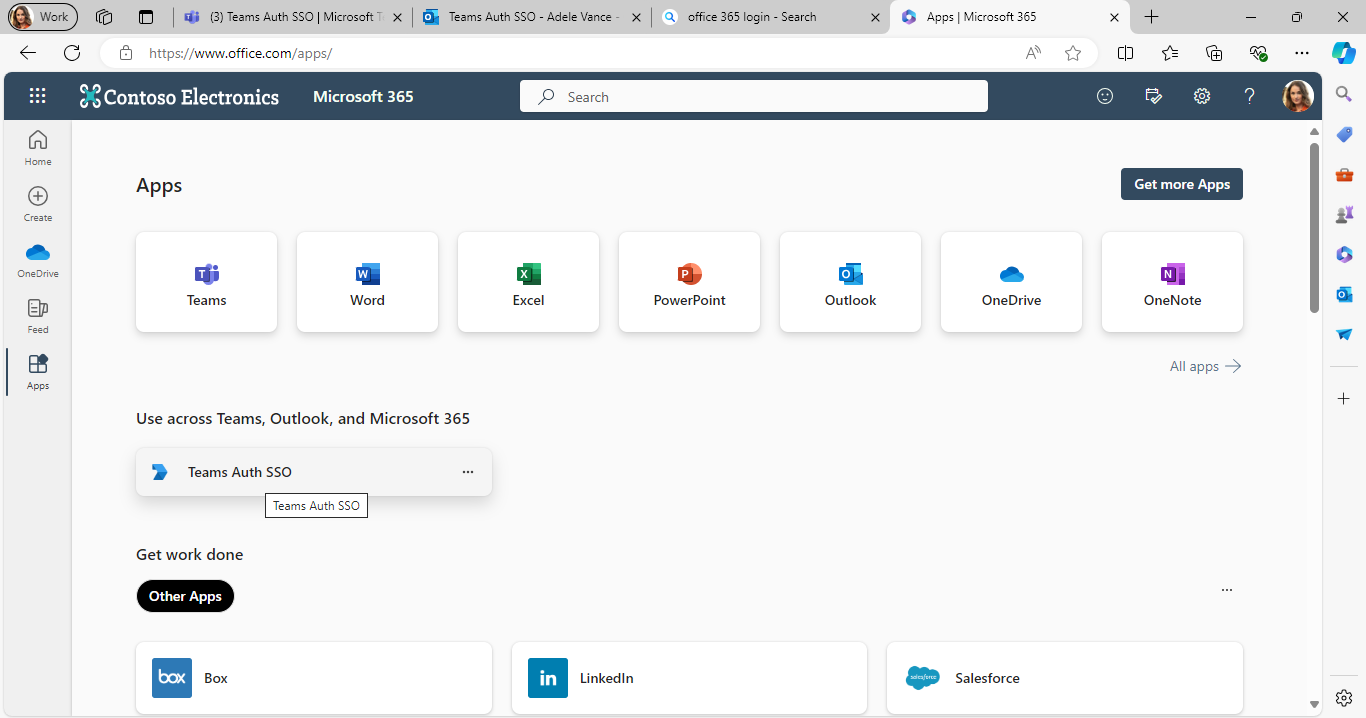 Work
(3) Teams Auth SSO | Microsoft T
Teams Auth SSO - Adele Vance -
office 365 login - Search
Apps | Microsoft 365
https://www.office.com/apps/
Contoso Electronics
Microsoft 365
Search
Home
Create
OneDrive
Feed
Apps
Apps
Get more Apps
Teams
Word
Excel
PowerPoint
Outlook
OneDrive
OneNote
All apps
Use across Teams, Outlook, and Microsoft 365
Teams Auth SSO
Teams Auth SSO
Get work done
Other Apps
box
Box
in
LinkedIn
salesforce
Salesforce